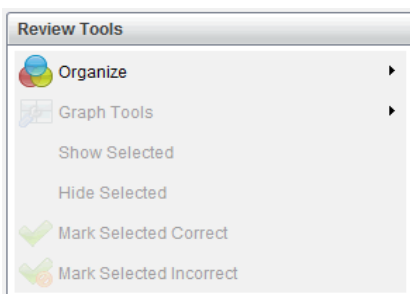 Review Tools
Organize
Graph Tools
Show Selected
Hide Selected
Mark Selected Correct
Mark Selected Incorrect